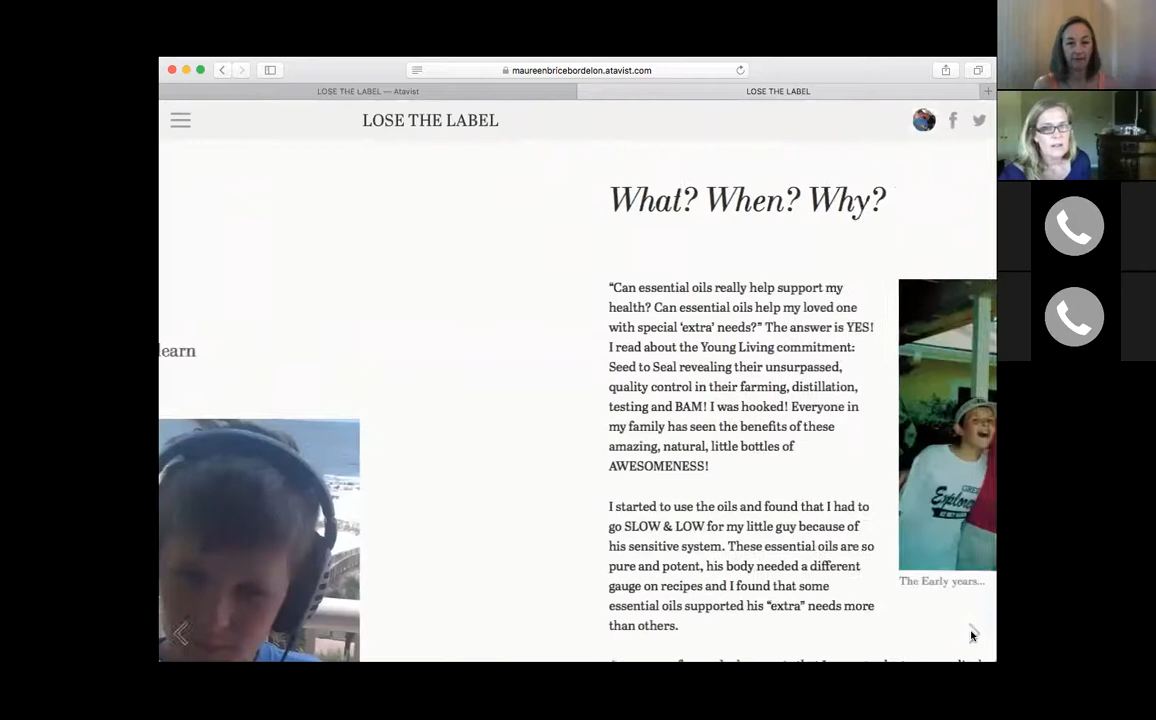 maureenbricebordelon.atavist.com
LOSE THE LABEL — Atavist
LOSE THE LABEL
LOSE THE LABEL
What? When? Why?
learn
“Can essential oils really help support my
health? Can essential oils help my loved one
with special ‘extra’ needs?” The answer is YES!
I read about the Young Living commitment:
Seed to Seal revealing their unsurpassed,
quality control in their farming, distillation,
testing and BAM! I was hooked! Everyone in
my family has seen the benefits of these
amazing, natural, little bottles of
AWESOMENESS!
I started to use the oils and found that I had to
go SLOW & LOW for my little guy because of
his sensitive system. These essential oils are so
pure and potent, his body needed a different
gauge on recipes and I found that some
essential oils supported his “extra” needs more
than others.
Explorer
The Early years...